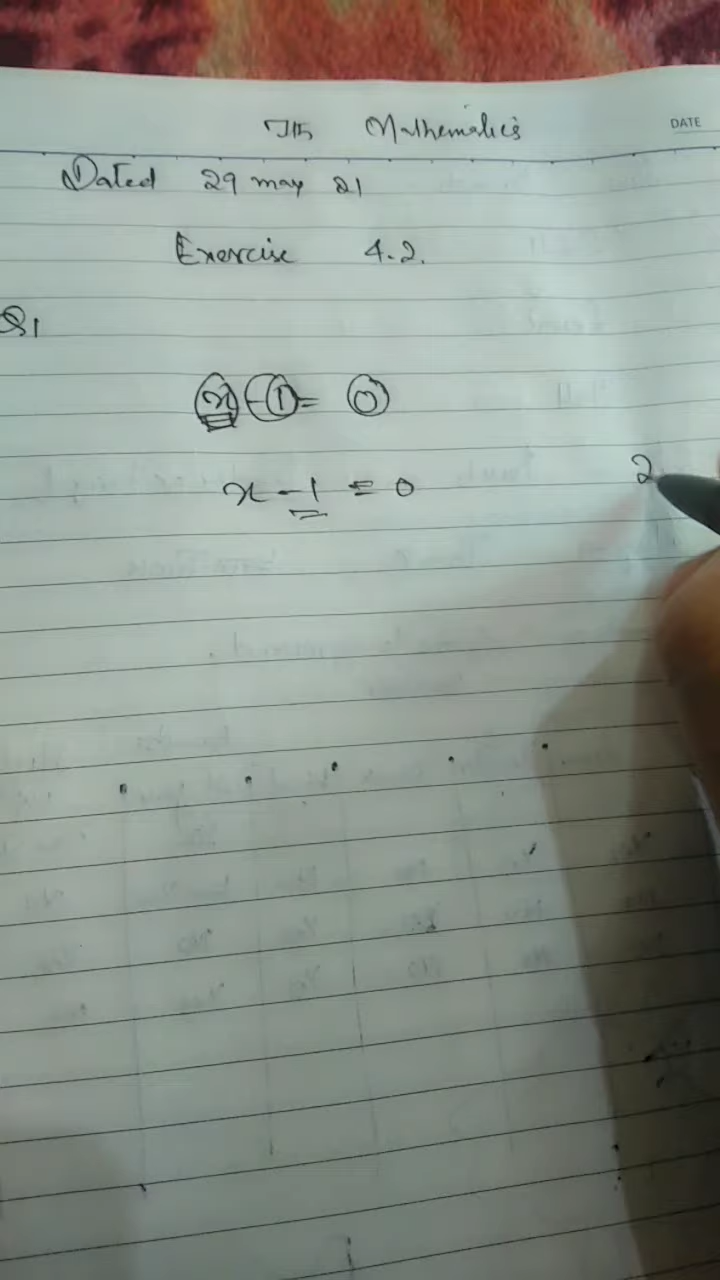 7th Mathematics
DATE
Dated 29 may 21
Exercise 4.2.
Q1
x - 1 = 0
x - 1 = 0
2